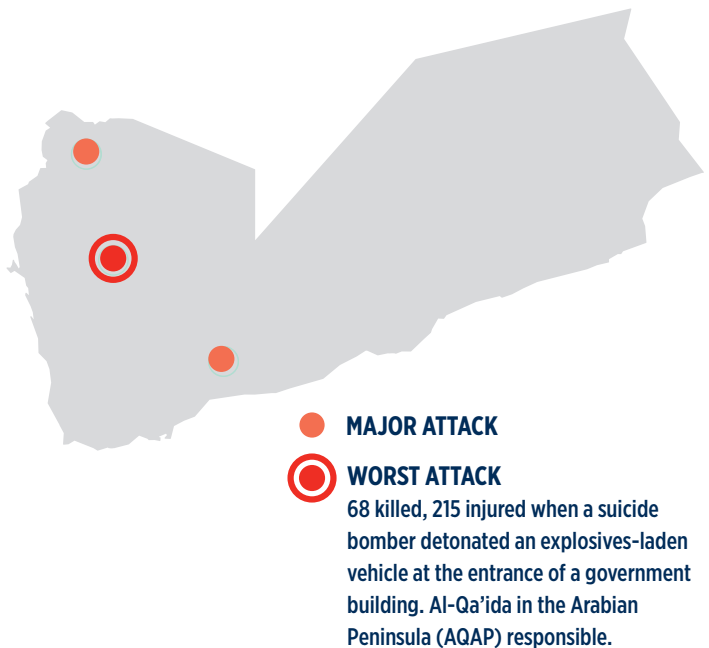 MAJOR ATTACK
WORST ATTACK
68 killed, 215 injured when a suicide
bomber detonated an explosives-laden
vehicle at the entrance of a government
building. Al-Qa’ida in the Arabian
Peninsula (AQAP) responsible.